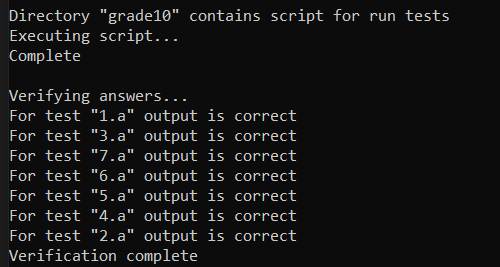 Directory "grade10" contains script for run tests
Executing script...
Complete
Verifying answers...
For test "1.a" output is correct
For test "3.a" output is correct
For test "7.a" output is correct
For test "6.a" output is correct
For test "5.a" output is correct
For test "4.a" output is correct
For test "2.a" output is correct
Verification complete